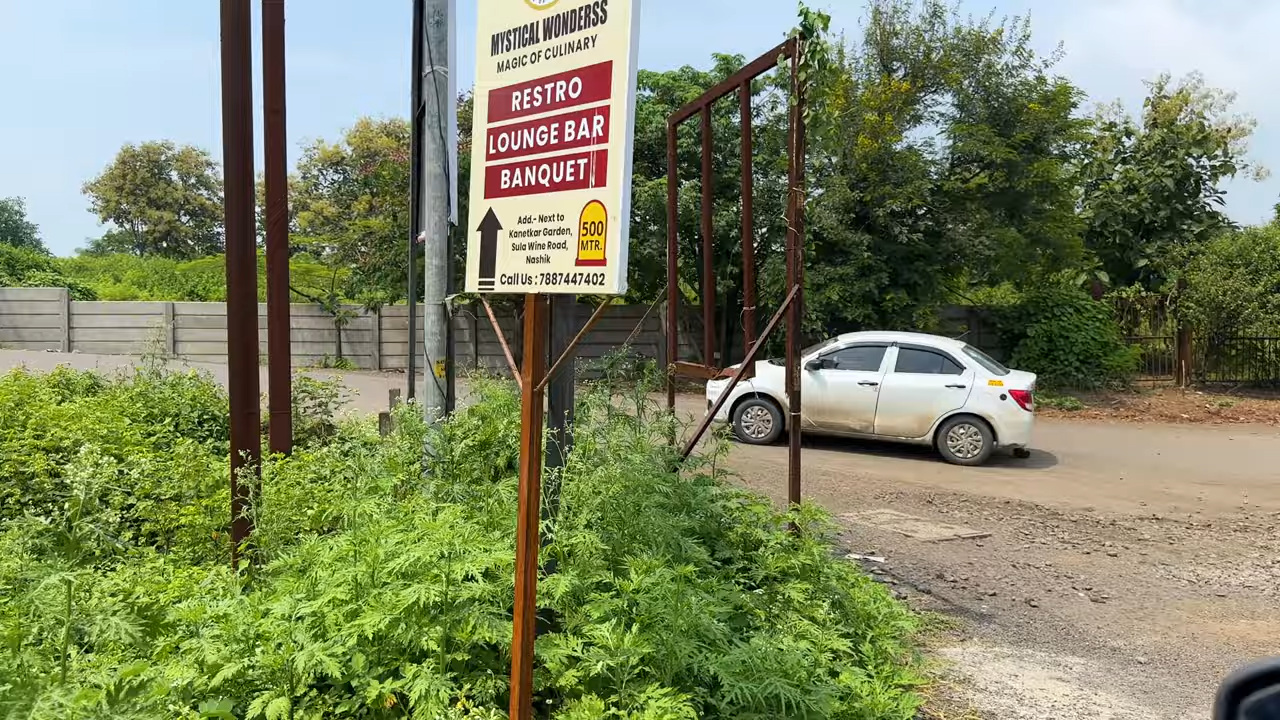 MYSTICAL WONDERSS
MAGIC OF CULINARY
RESTRO
LOUNGE BAR
BANQUET
Add.- Next to
Kanetkar Garden,
Sula Wine Road,
Nashik
500
MTR.
Call Us : 7887447402